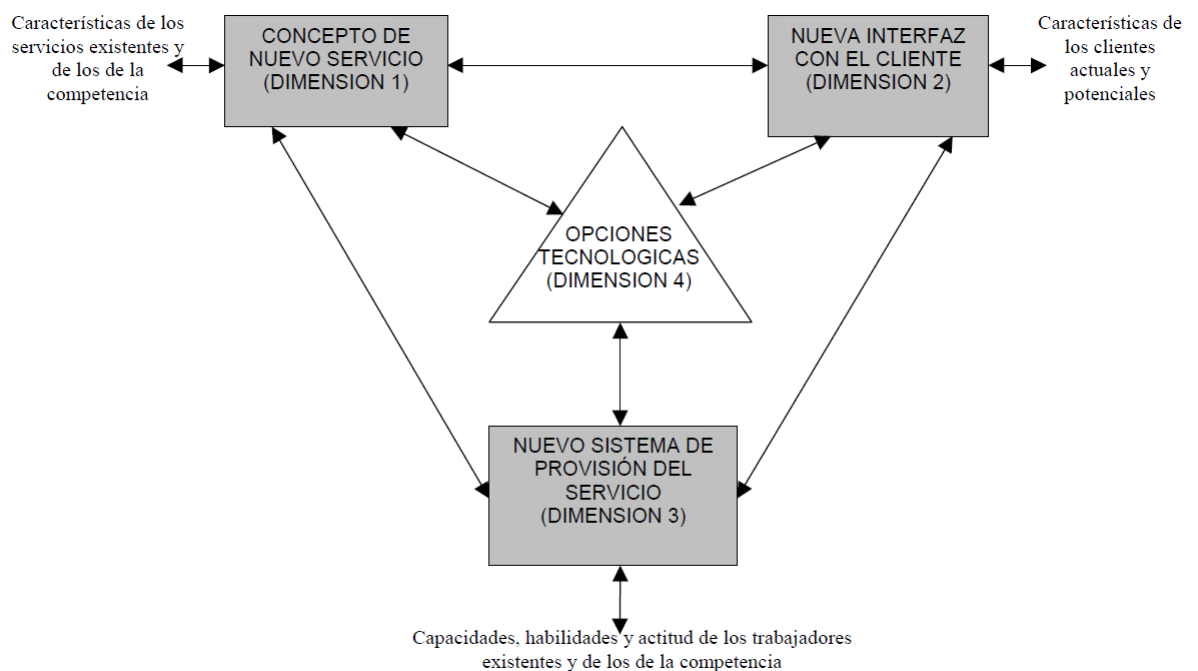 Características de los
servicios existentes y
de los de la
competencia
CONCEPTO DE
NUEVO SERVICIO
(DIMENSION 1)
NUEVA INTERFAZ
CON EL CLIENTE
(DIMENSION 2)
Características de
los clientes
actuales y
potenciales
OPCIONES
TECNOLOGICAS
(DIMENSION 4)
NUEVO SISTEMA DE
PROVISIÓN DEL
SERVICIO
(DIMENSION 3)
Capacidades, habilidades y actitud de los trabajadores
existentes y de los de la competencia